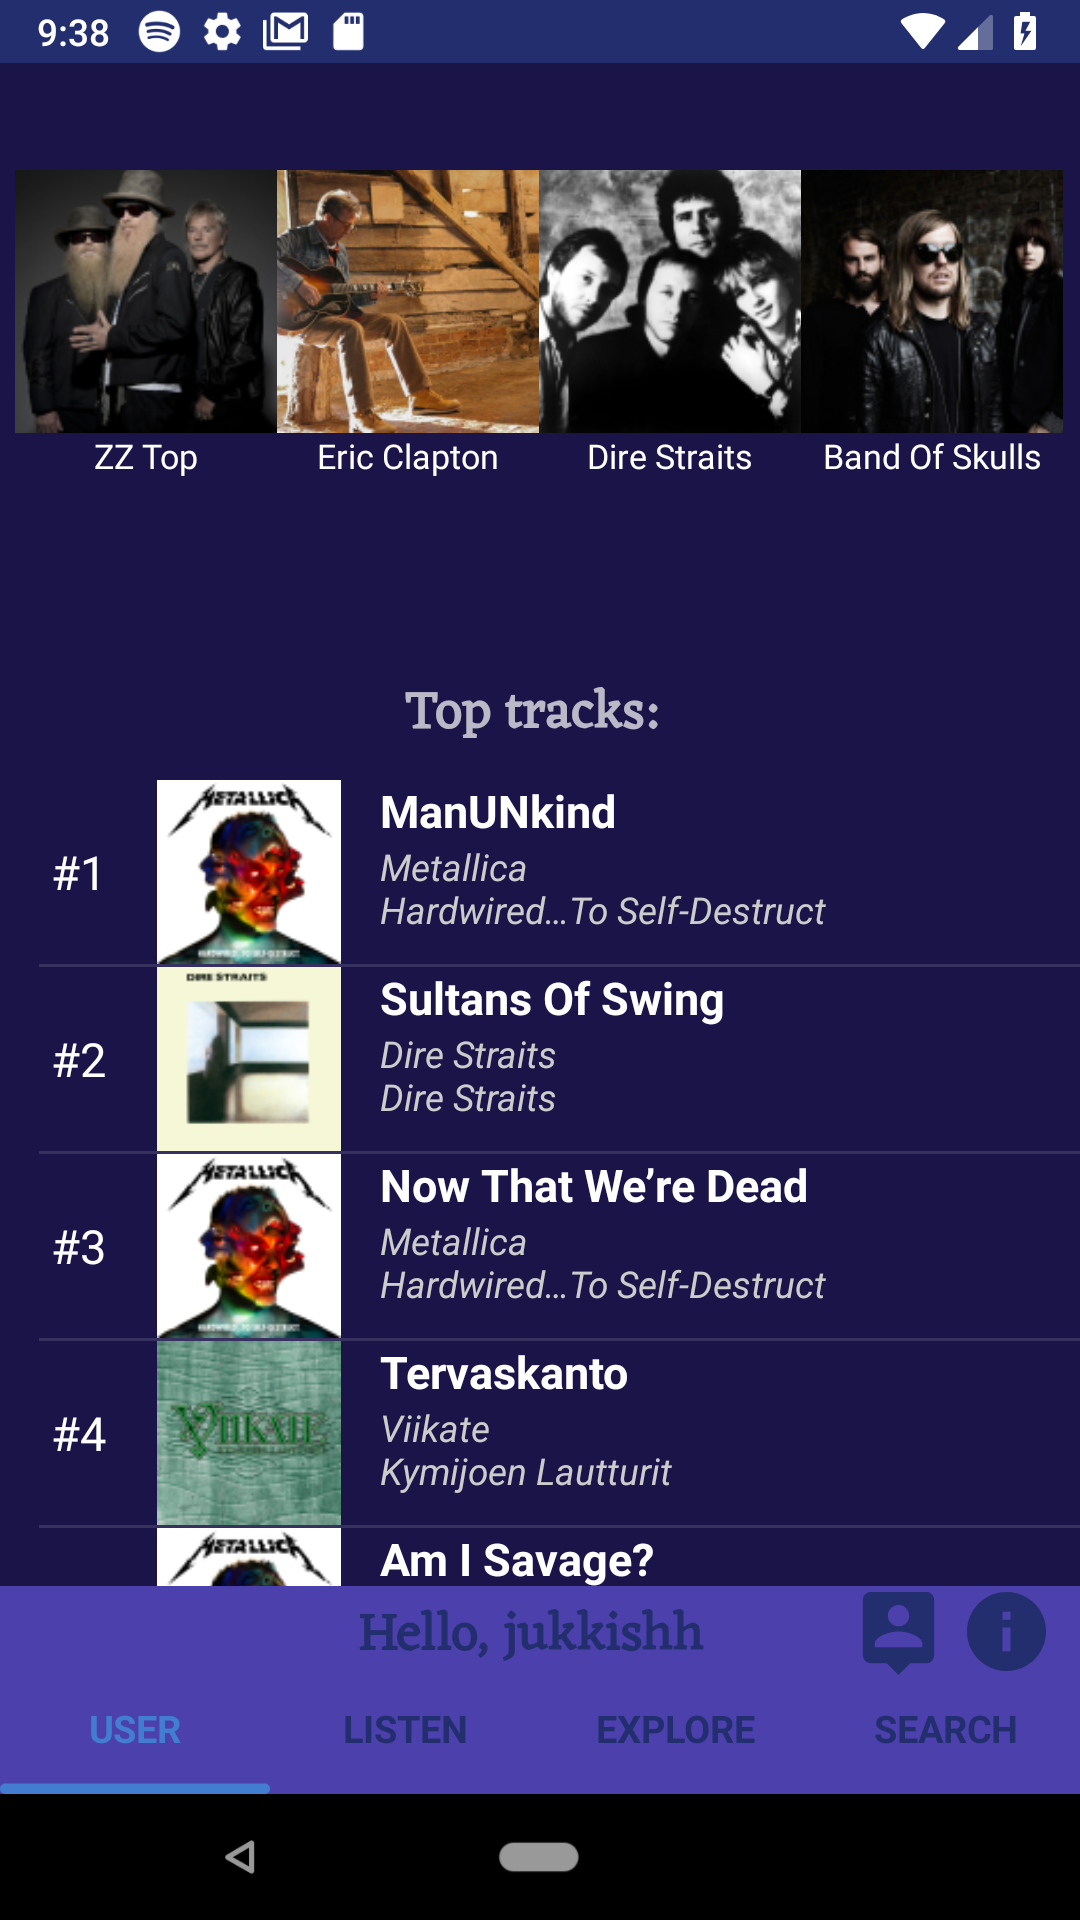 9:38
ZZ Top
Eric Clapton
Dire Straits
Band Of Skulls
Top tracks:
#1
METALLICA
ManUNkind
Metallica
Hardwired...To Self-Destruct
#2
DIRE STRAITS
Sultans Of Swing
Dire Straits
Dire Straits
#3
METALLICA
Now That We’re Dead
Metallica
Hardwired...To Self-Destruct
#4
VIIKATE
Tervaskanto
Viikate
Kymijoen Lautturit
METALLICA
Am I Savage?
Hello, jukkishh
USER
LISTEN
EXPLORE
SEARCH